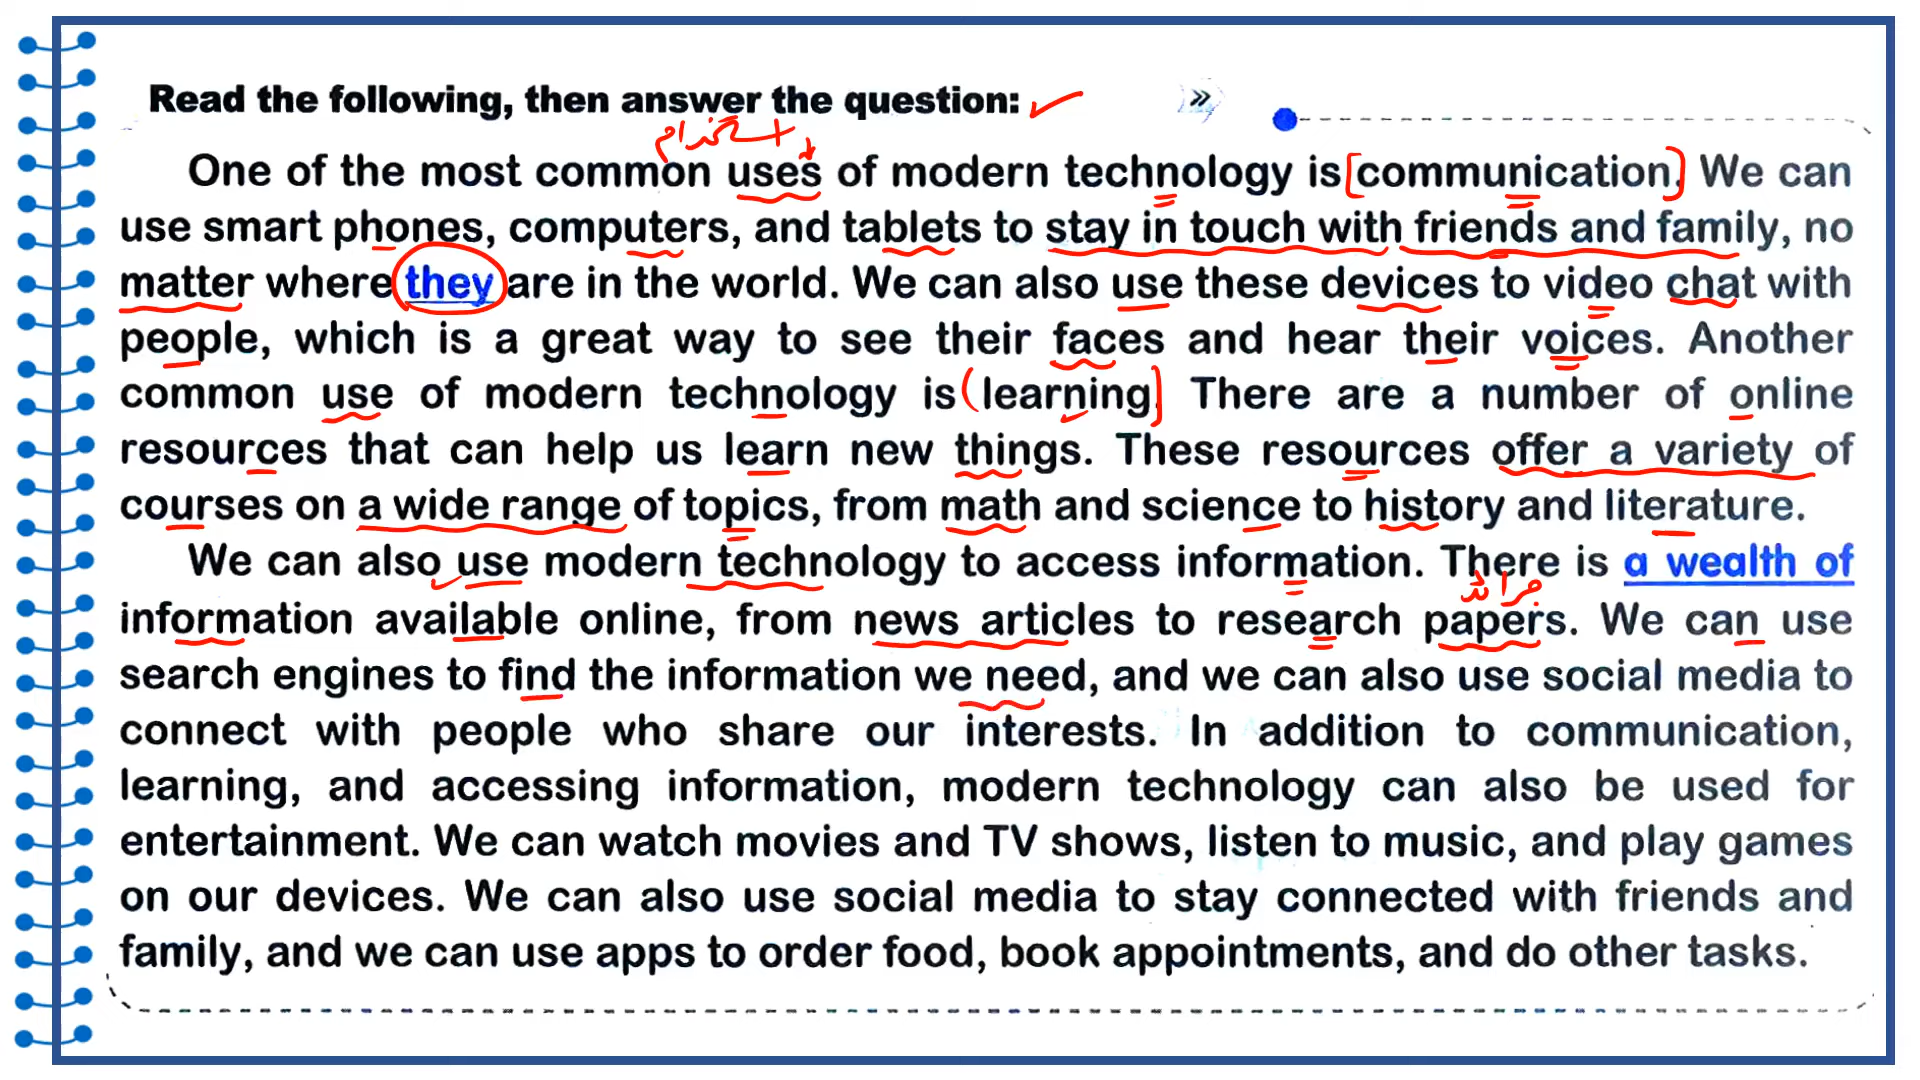 Read the following, then answer the question:
»
استخدام
One of the most common uses of modern technology is [communication.] We can
use smart phones, computers, and tablets to stay in touch with friends and family, no
matter where they are in the world. We can also use these devices to video chat with
people, which is a great way to see their faces and hear their voices. Another
common use of modern technology is (learning.] There are a number of online
resources that can help us learn new things. These resources offer a variety of
courses on a wide range of topics, from math and science to history and literature.
We can also use modern technology to access information. There is a wealth of
جرائد
information available online, from news articles to research papers. We can use
search engines to find the information we need, and we can also use social media to
connect with people who share our interests. In addition to communication,
learning, and accessing information, modern technology can also be used for
entertainment. We can watch movies and TV shows, listen to music, and play games
on our devices. We can also use social media to stay connected with friends and
family, and we can use apps to order food, book appointments, and do other tasks.